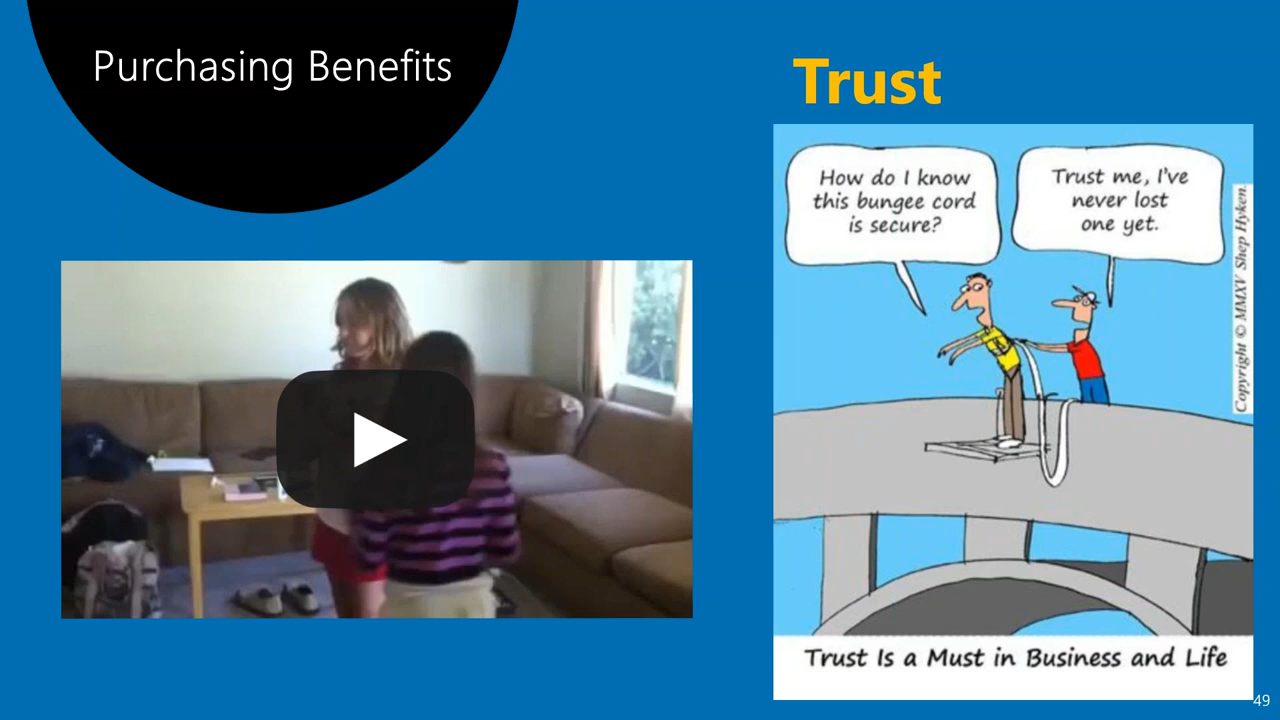 Purchasing Benefits
Trust
How do I know
this bungee cord
is secure?
Trust me, I've
never lost
one yet.
Copyright © MMXV Shep Hyken.
Trust Is a Must in Business and Life
49